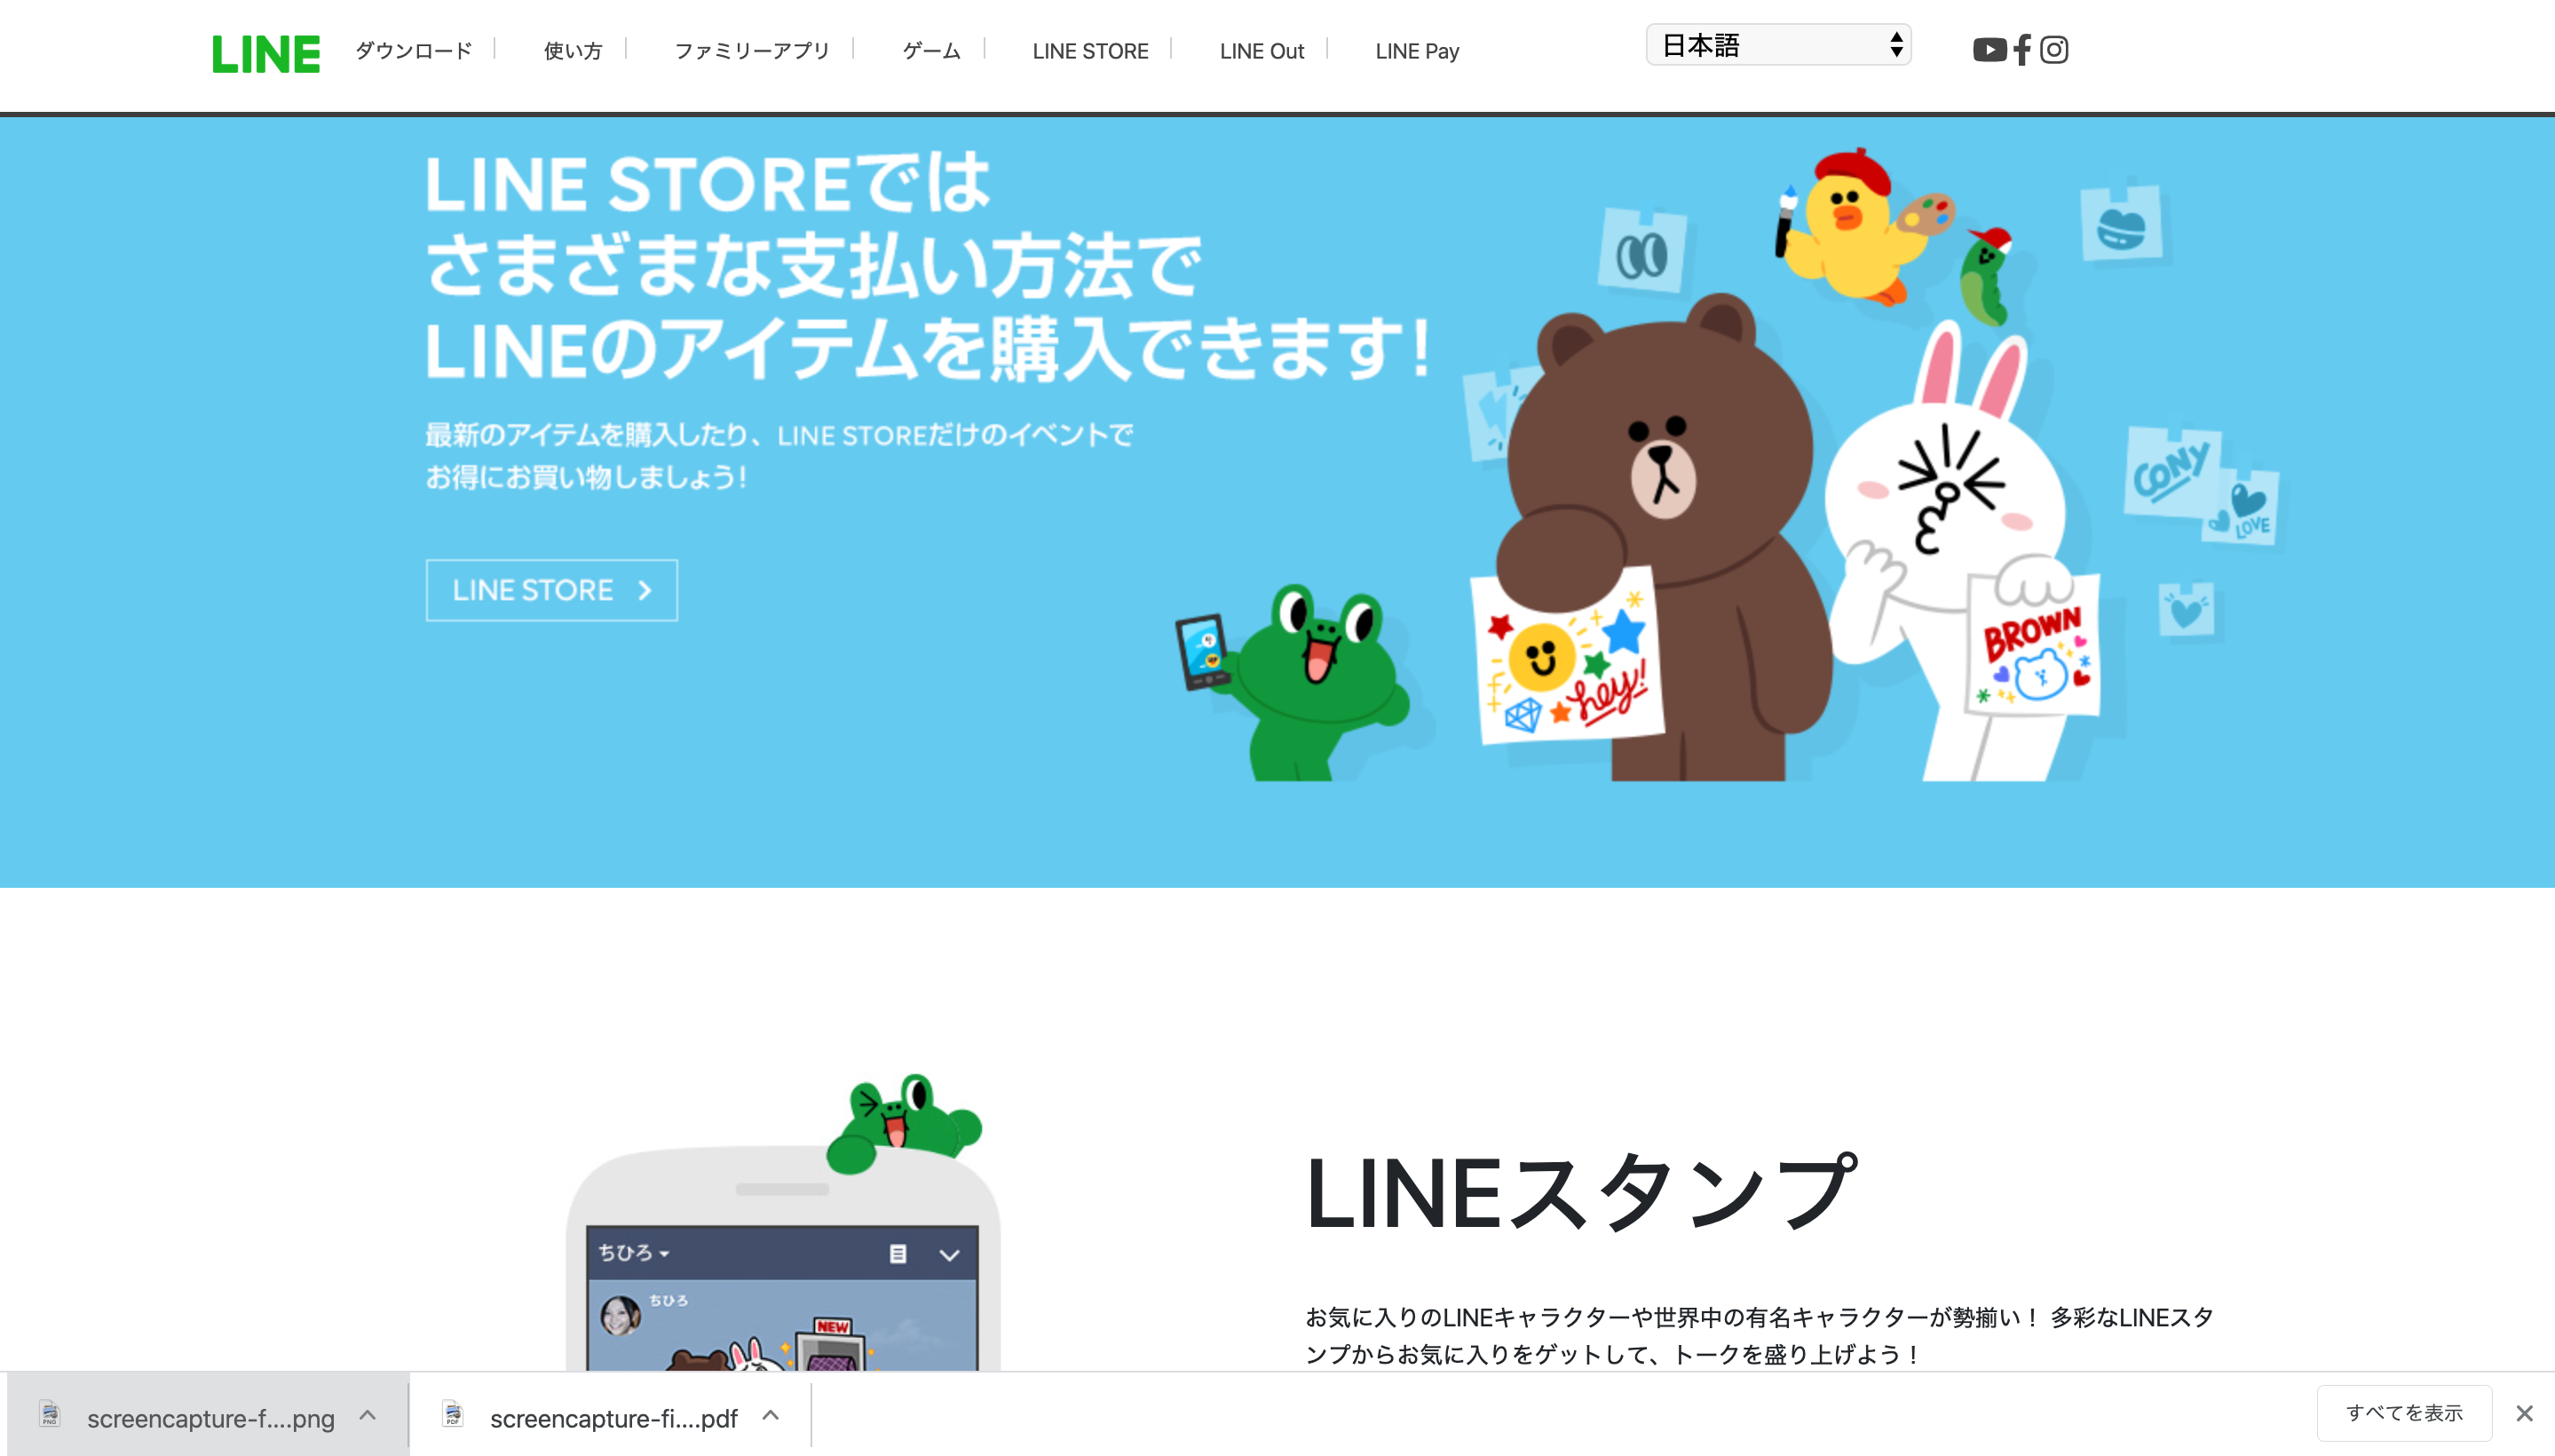 LINE
ダウンロード
使い方
ファミリーアプリ
ゲーム
LINE STORE
LINE Out
LINE Pay
日本語
LINE STOREでは
さまざまな支払い方法で
LINEのアイテムを購入できます!
最新のアイテムを購入したり、LINE STOREだけのイベントで
お得にお買い物しましょう!
LINE STORE
CONY
LOVE
hey!
BROWN
LINEスタンプ
お気に入りのLINEキャラクターや世界中の有名キャラクターが勢揃い！ 多彩なLINEスタ
ンプからお気に入りをゲットして、トークを盛り上げよう！
ちひろ
ちひろ
NEW
PNG
screencapture-f....png
PDF
screencapture-fi....pdf
すべてを表示